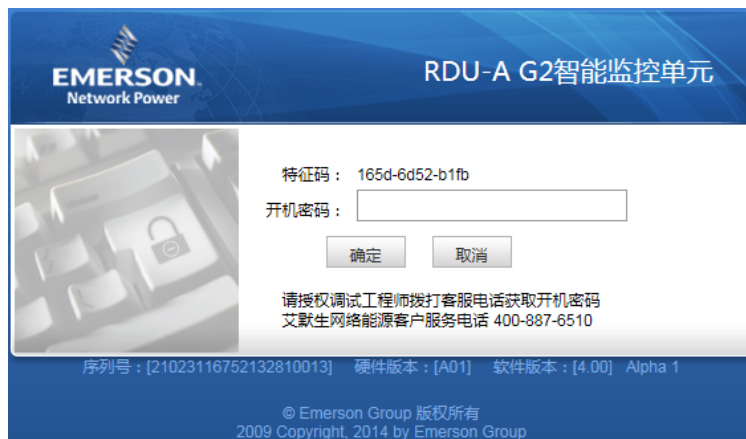 EMERSON
Network Power
RDU-A G2智能监控单元
特征码： 165d-6d52-b1fb
开机密码：
确定 取消
请授权调试工程师拨打客服电话获取开机密码
艾默生网络能源客户服务电话 400-887-6510
序列号：[21023116752132810013] 硬件版本：[A01] 软件版本：[4.00] Alpha 1
© Emerson Group 版权所有
2009 Copyright, 2014 by Emerson Group